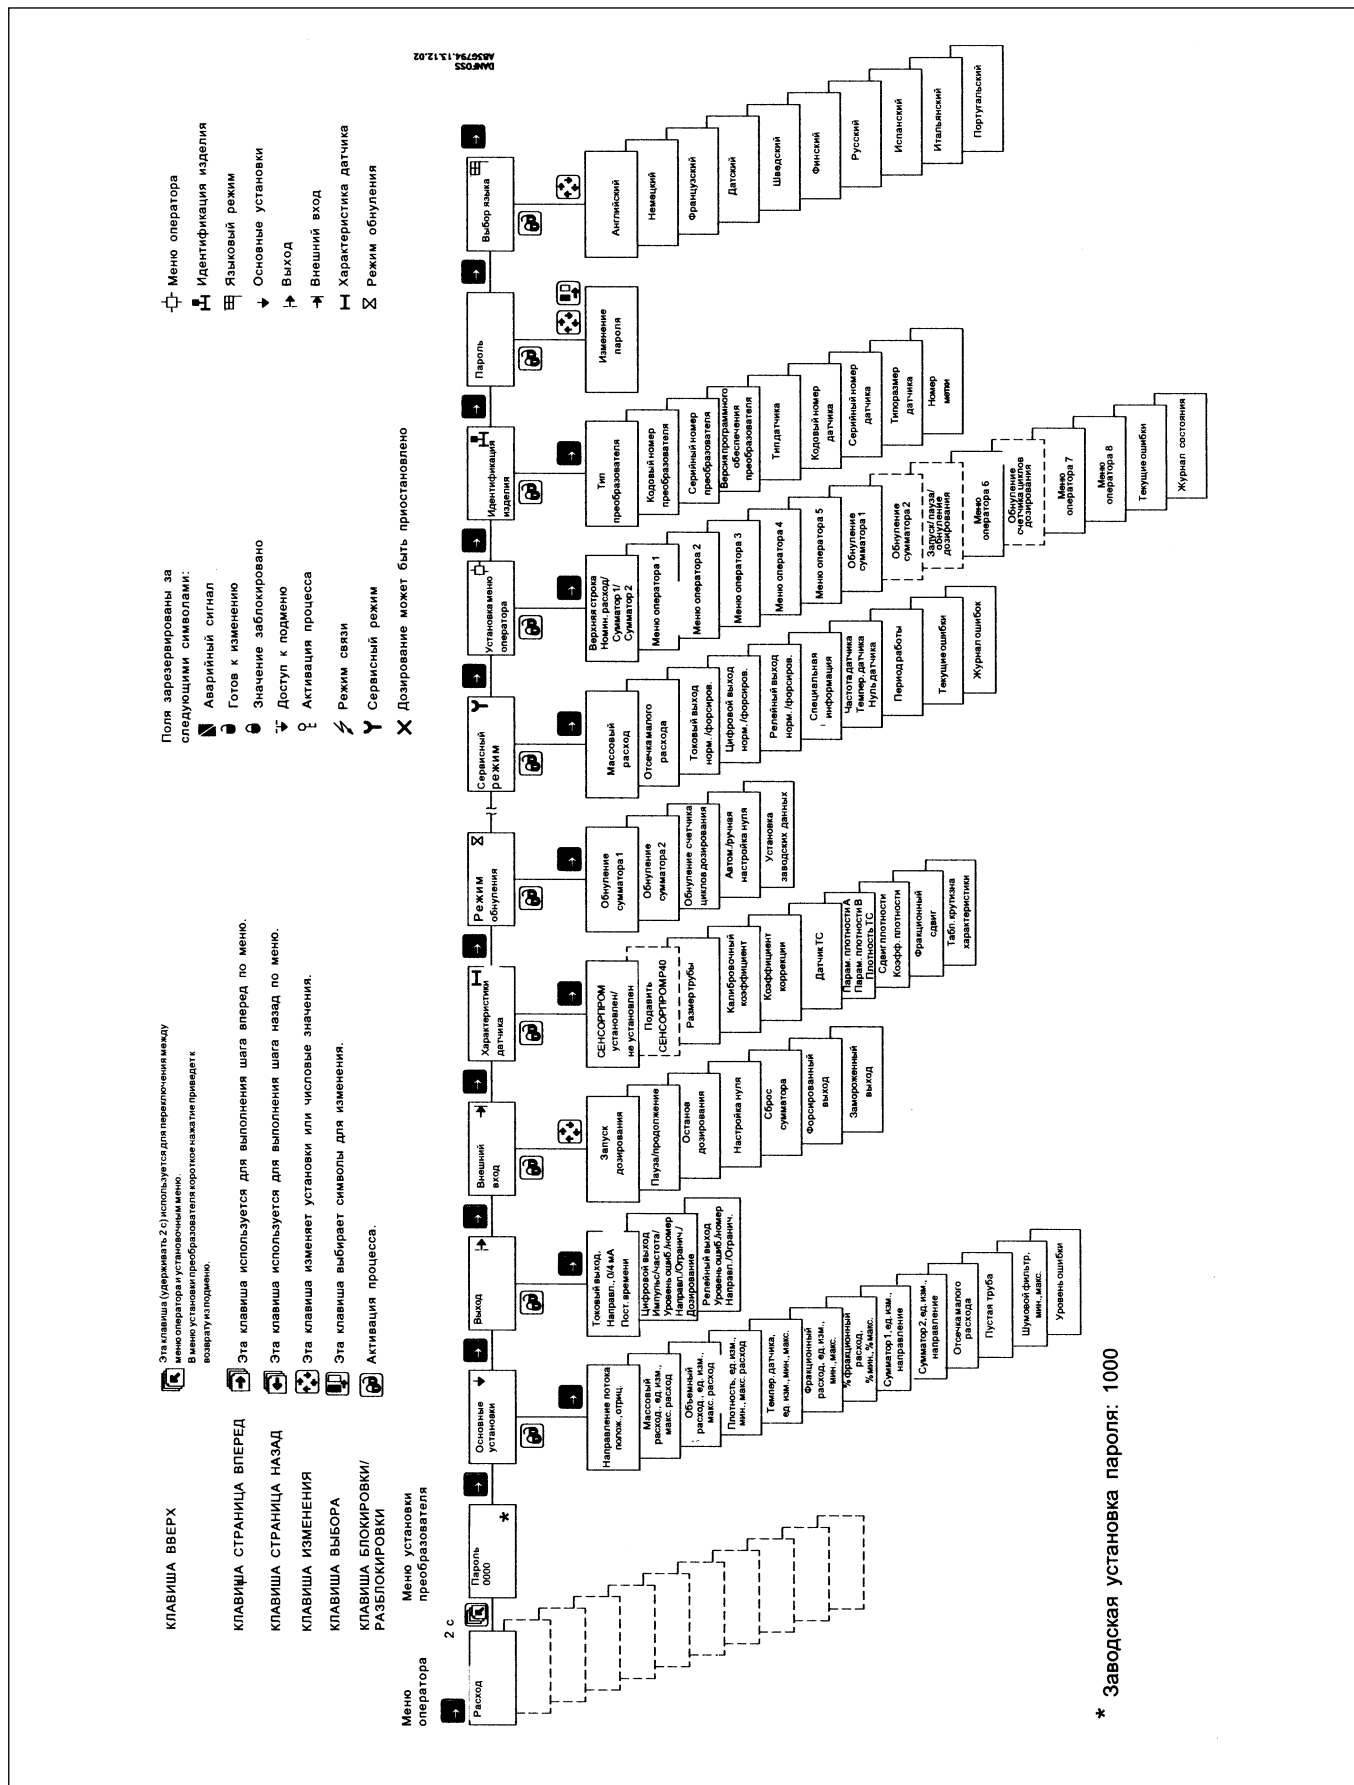 КЛАВИША ВВЕРХ
Эта клавиша (удерживать 2 с) используется для переключения между
меню оператора и установочным меню.
В меню установки преобразователя короткое нажатие приведет к
возврату из подменю.
КЛАВИША СТРАНИЦА ВПЕРЕД
Эта клавиша используется для выполнения шага вперед по меню.
КЛАВИША СТРАНИЦА НАЗАД
Эта клавиша используется для выполнения шага назад по меню.
КЛАВИША ИЗМЕНЕНИЯ
Эта клавиша изменяет установки или числовые значения.
КЛАВИША ВЫБОРА
Эта клавиша выбирает символы для изменения.
КЛАВИША БЛОКИРОВКИ/
РАЗБЛОКИРОВКИ
Активация процесса.
Поля зарезервированы за
следующими символами:
Аварийный сигнал
Готов к изменению
Значение заблокировано
Доступ к подменю
Активация процесса
Режим связи
Сервисный режим
Дозирование может быть приостановлено
Меню оператора
Идентификация изделия
Языковый режим
Основные установки
Выход
Внешний вход
Характеристика датчика
Режим обнуления
DANFOSS
A83G794.13.12.02
Меню
оператора
2 с
Меню установки
преобразователя
Расход
Пароль
0000
*
Основные
установки
Направление потока
полож., отриц.
Массовый
расход., ед. изм.,
макс. расход
Объемный
расход., ед. изм.,
макс. расход
Плотность, ед. изм.,
мин., макс. расход
Темпер. датчика,
ед. изм., мин., макс.
Фракционный
расход, ед. изм.,
мин., макс.
% фракционный
расход,
% мин., % макс.
Сумматор 1, ед. изм.,
направление
Сумматор 2, ед. изм.,
направление
Отсечка малого
расхода
Пустая труба
Шумовой фильтр.
мин., макс.
Уровень ошибки
Выход
Токовый выход,
Направл., 0/4 мА
Пост. времени
Цифровой выход
Импульс/частота/
Уровень ошиб./номер
Направл./Огранич./
Дозирование
Релейный выход
Уровень ошиб./номер
Направл./Огранич.
Внешний
вход
Запуск
дозирования
Пауза/продолжение
Останов
дозирования
Настройка нуля
Сброс
сумматора
Форсированный
выход
Замороженный
выход
Характеристики
датчика
СЕНСОРПРОМ
установлен/
не установлен
Подавить
СЕНСОРПРОМ Р40
Размер трубы
Калибровочный
коэффициент
Коэффициент
коррекции
Датчик ТС
Парам. плотности А
Парам. плотности В
Плотность ТС
Сдвиг плотности
Коэфф. плотности
Фракционный
сдвиг
Табл. крутизна
характеристики
Режим
обнуления
Обнуление
сумматора 1
Обнуление
сумматора 2
Обнуление счетчика
циклов дозирования
Автом./ручная
настройка нуля
Установка
заводских данных
Сервисный
режим
Массовый
расход
Отсечка малого
расхода
Токовый выход
норм./форсиров.
Цифровой выход
норм./форсиров.
Релейный выход
норм./форсиров.
Специальная
информация
Частота датчика
Темпер. датчика
Нуль датчика
Период работы
Текущие ошибки
Журнал ошибок
Установка меню
оператора
Верхняя строка
Номин. расход/
Сумматор 1/
Сумматор 2
Меню оператора 1
Меню оператора 2
Меню оператора 3
Меню оператора 4
Меню оператора 5
Обнуление
сумматора 1
Обнуление
сумматора 2
Запуск/пауза/
обнуление
дозирования
Меню
оператора 6
Обнуление
счетчика циклов
дозирования
Меню
оператора 7
Меню
оператора 8
Текущие ошибки
Журнал состояния
Идентификация
изделия
Тип
преобразователя
Кодовый номер
преобразователя
Серийный номер
преобразователя
Версия программного
обеспечения
преобразователя
Тип датчика
Кодовый номер
датчика
Серийный номер
датчика
Типоразмер
датчика
Номер
метки
Пароль
Изменение
пароля
Выбор языка
Английский
Немецкий
Французский
Датский
Шведский
Финский
Русский
Испанский
Итальянский
Португальский
* Заводская установка пароля: 1000